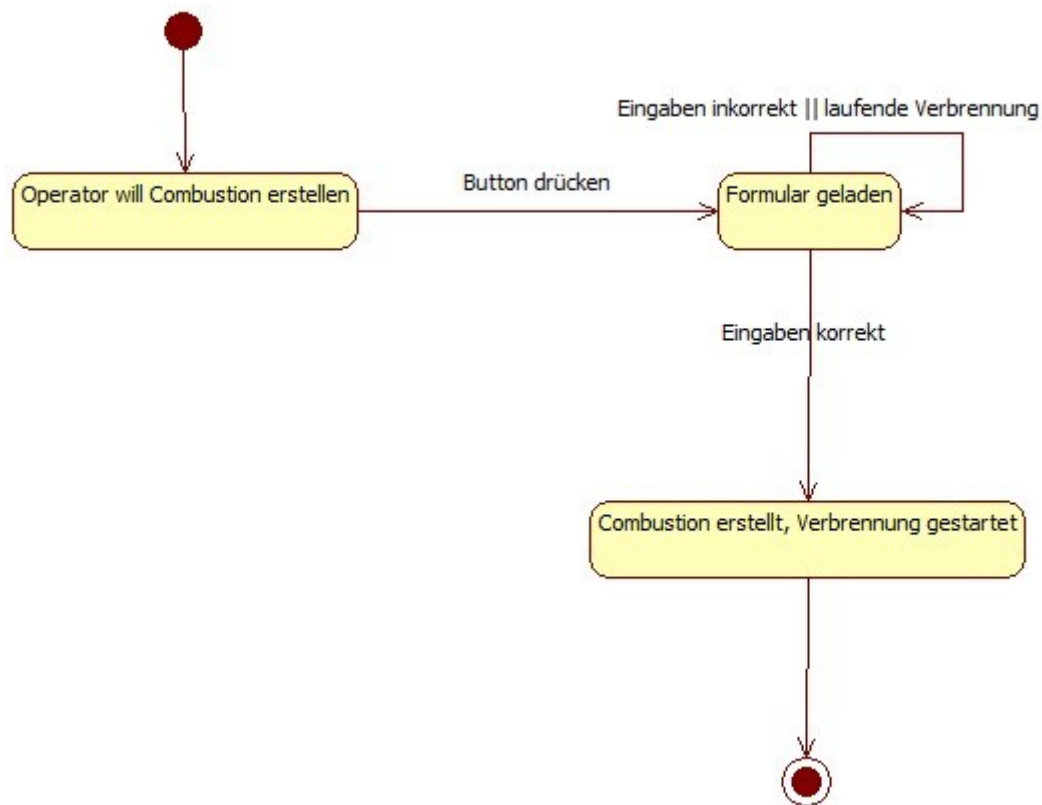 Eingaben inkorrekt || laufende Verbrennung
Operator will Combustion erstellen
Button drücken
Formular geladen
Eingaben korrekt
Combustion erstellt, Verbrennung gestartet